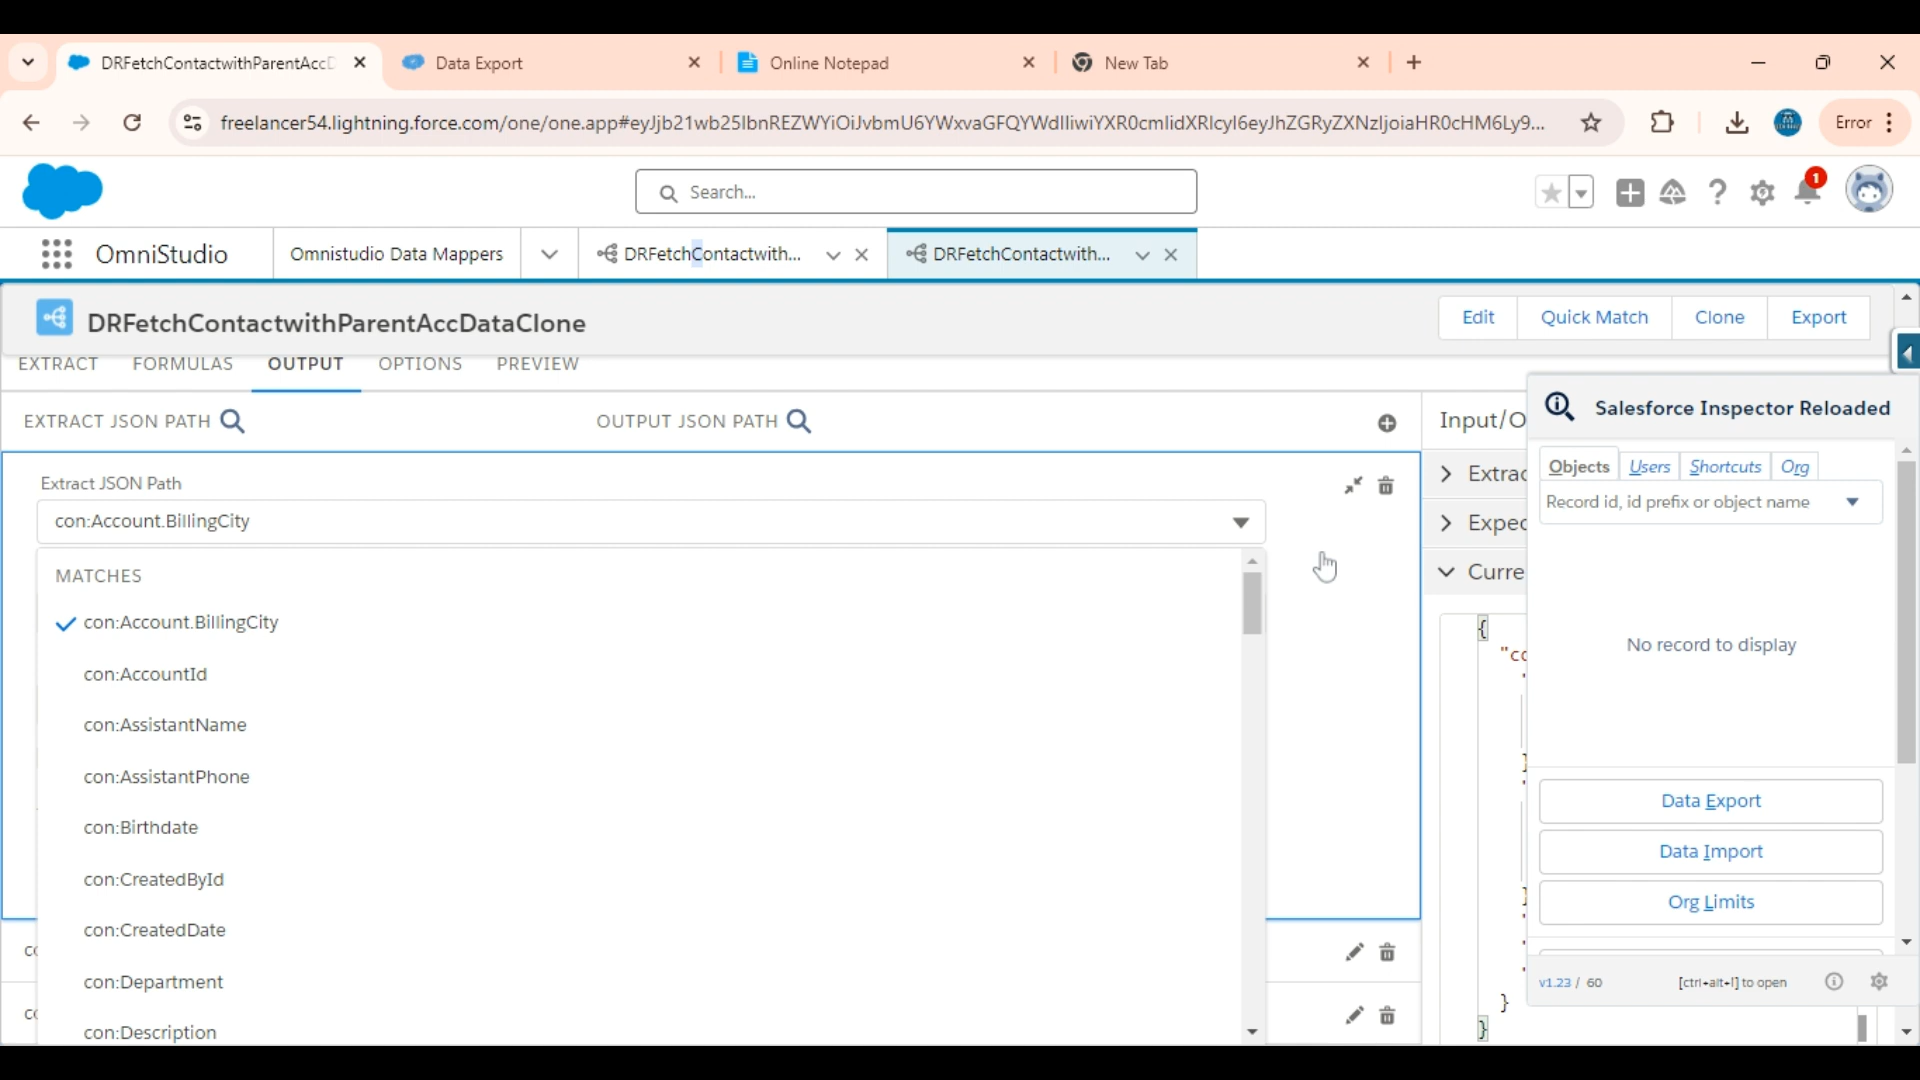 DRFetchContactwithParentAccD
Data Export
Online Notepad
New Tab
freelancer54.lightning.force.com/one/one.app#eyJjb21wb25lbnREZWYiOiJvbmU6YWxvaGFQYWdlIiwiYXR0cmlidXRlcyI6eyJhZGRyZXNzIjoiaHR0cHM6Ly9...
Error
Search...
1
OmniStudio
Omnistudio Data Mappers
DRFetchContactwith...
DRFetchContactwith...
DRFetchContactwithParentAccDataClone
Edit
Quick Match
Clone
Export
EXTRACT
FORMULAS
OUTPUT
OPTIONS
PREVIEW
EXTRACT JSON PATH
OUTPUT JSON PATH
Input/O
Extract JSON Path
con:Account.BillingCity
MATCHES
con:Account.BillingCity
con:AccountId
con:AssistantName
con:AssistantPhone
con:Birthdate
con:CreatedById
con:CreatedDate
con:Department
con:Description
Extrac
Expec
Curre
{
"co
}
}
Salesforce Inspector Reloaded
Objects
Users
Shortcuts
Org
Record id, id prefix or object name
No record to display
Data Export
Data Import
Org Limits
v1.23 / 60
[ctrl+alt+I] to open